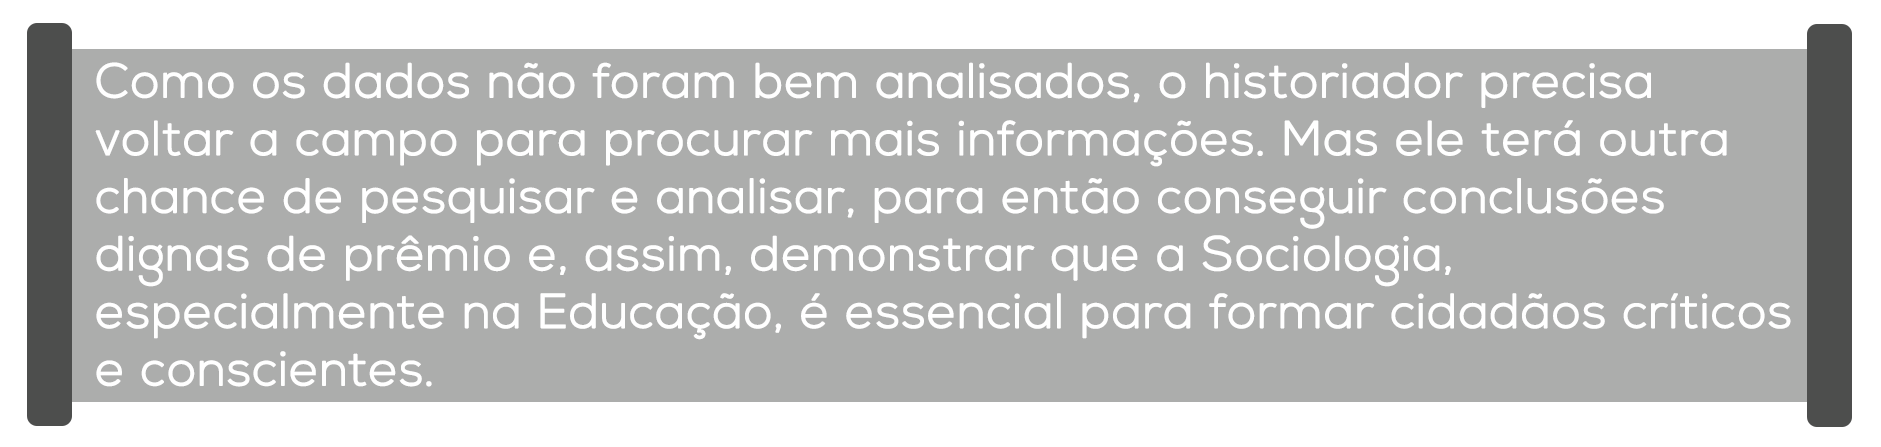 Como os dados não foram bem analisados, o historiador precisa
voltar a campo para procurar mais informações. Mas ele terá outra
chance de pesquisar e analisar, para então conseguir conclusões
dignas de prêmio e, assim, demonstrar que a Sociologia,
especialmente na Educação, é essencial para formar cidadãos críticos
e conscientes.